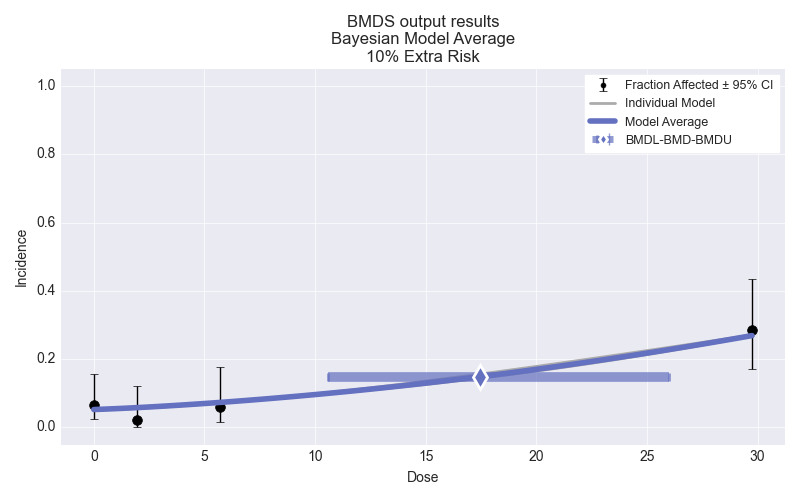 BMDS output results
Bayesian Model Average
10% Extra Risk
Fraction Affected ± 95% CI
Individual Model
Model Average
BMDL-BMD-BMDU
Incidence
1.0
0.8
0.6
0.4
0.2
0.0
0 5 10 15 20 25 30
Dose